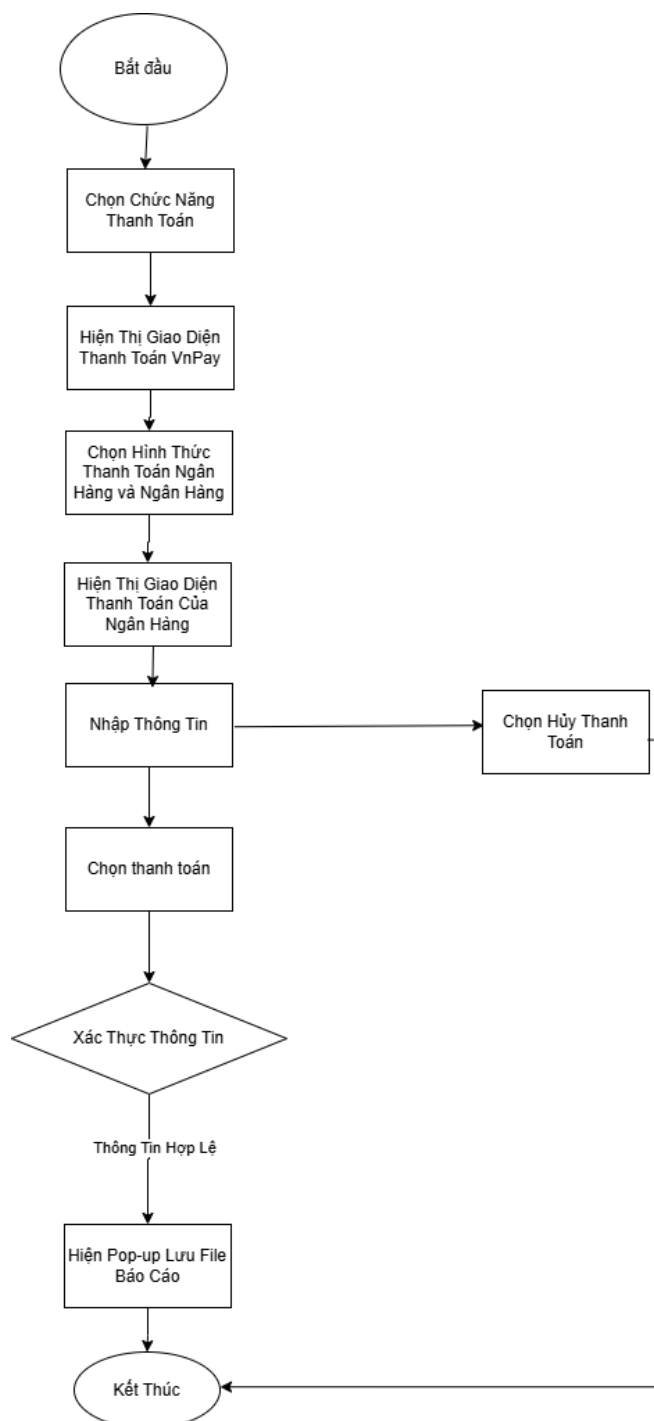 Bắt đầu
Chọn Chức Năng
Thanh Toán
Hiện Thị Giao Diện
Thanh Toán VnPay
Chọn Hình Thức
Thanh Toán Ngân
Hàng và Ngân Hàng
Hiện Thị Giao Diện
Thanh Toán Của
Ngân Hàng
Nhập Thông Tin
Chọn Hủy Thanh
Toán
Chọn thanh toán
Xác Thực Thông Tin
Thông Tin Hợp Lệ
Hiện Pop-up Lưu File
Báo Cáo
Kết Thúc